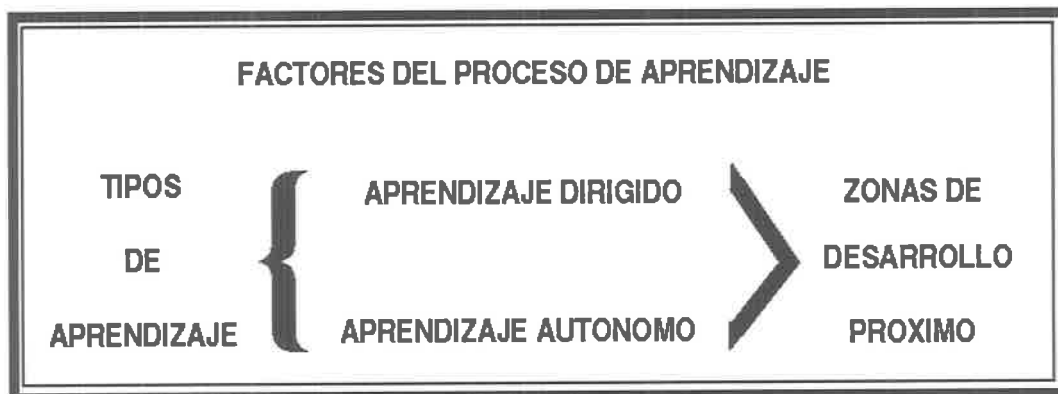 FACTORES DEL PROCESO DE APRENDIZAJE
TIPOS
DE
APRENDIZAJE
APRENDIZAJE DIRIGIDO
APRENDIZAJE AUTONOMO
ZONAS DE
DESARROLLO
PROXIMO